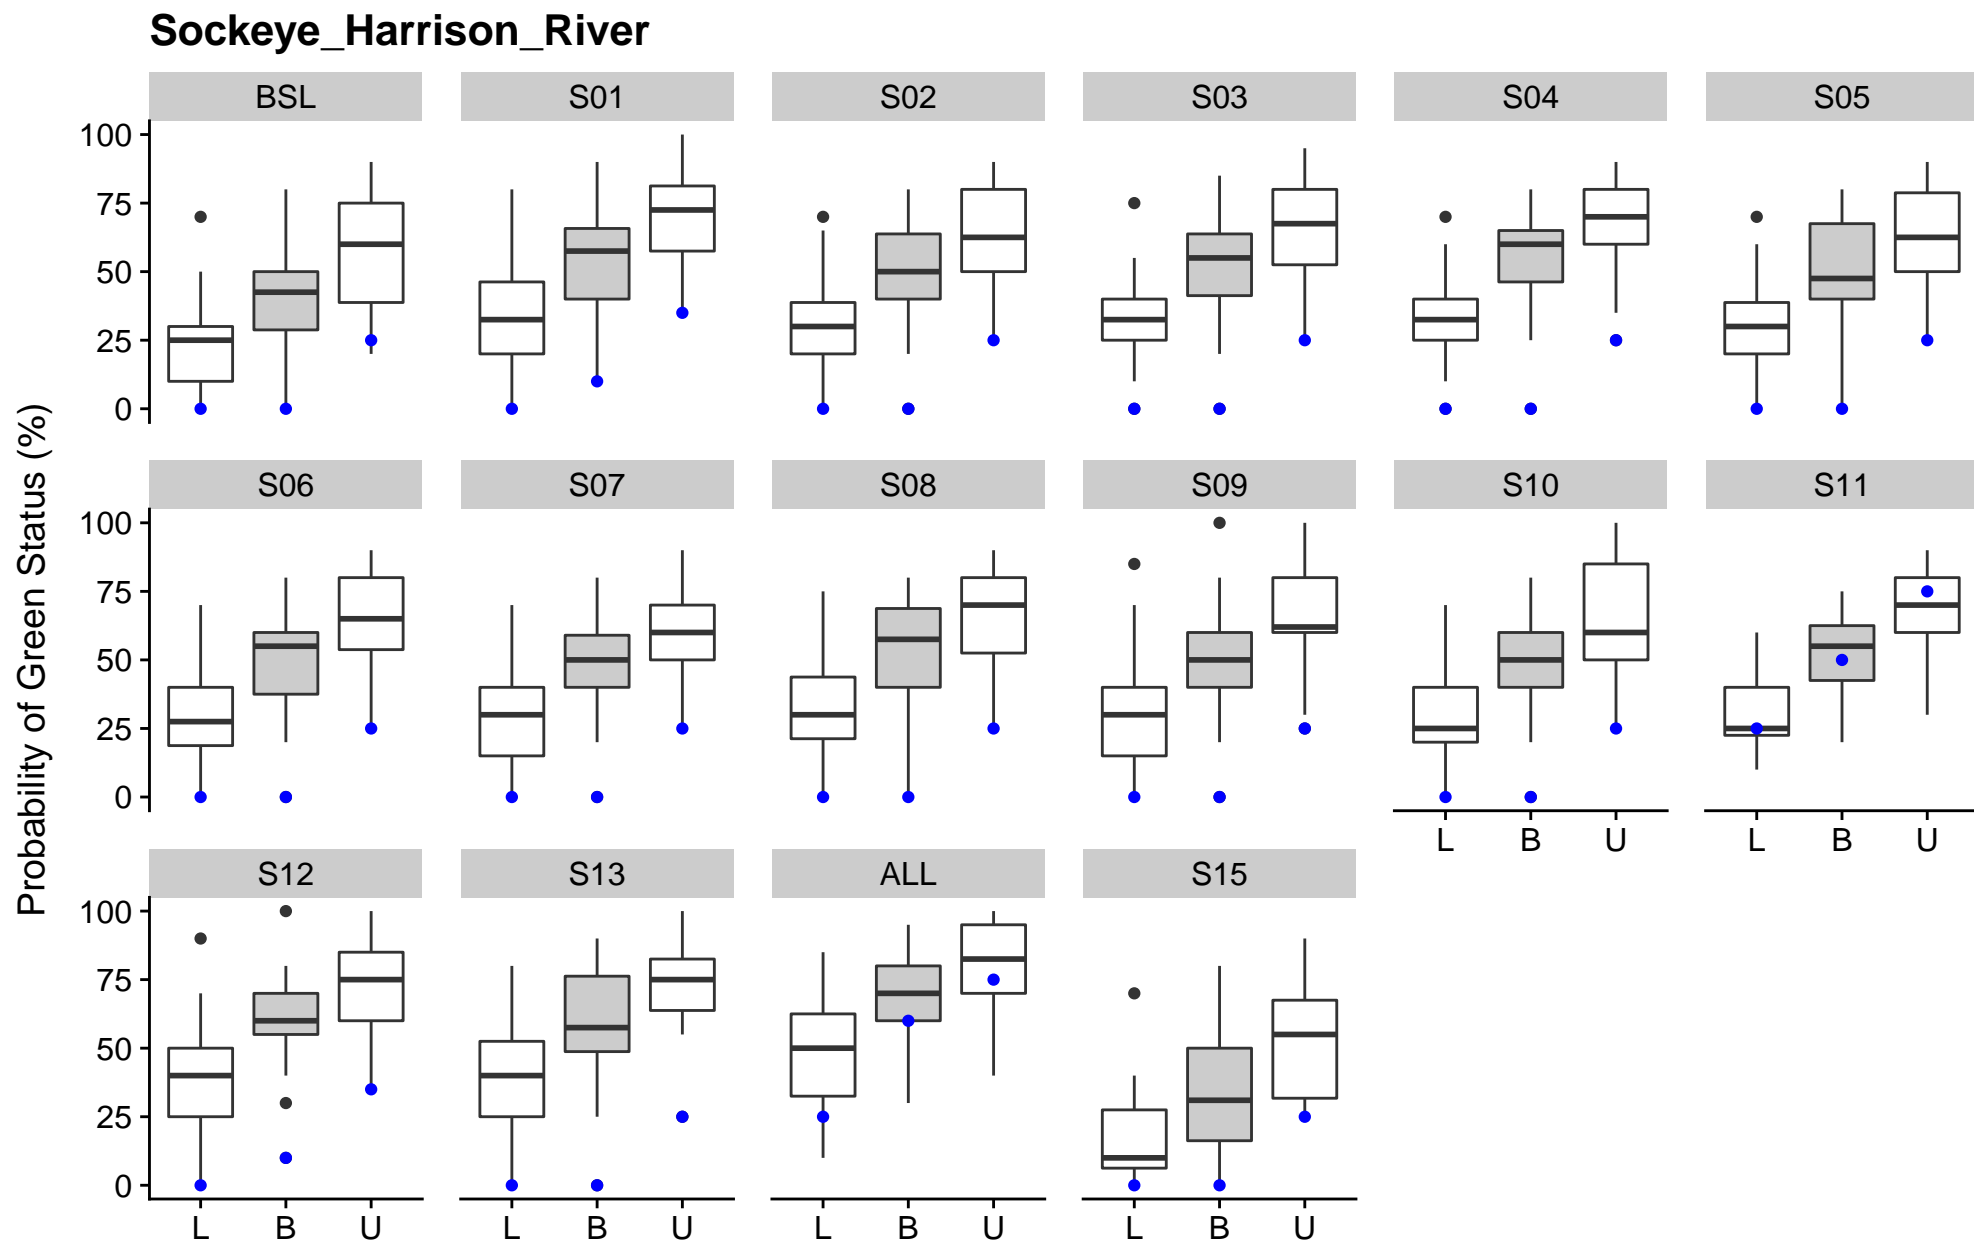 Sockeye_Harrison_River
BSL S01 S02 S03 S04 S05
100
75
50
25
0
S06 S07 S08 S09 S10 S11
100
75
50
25
0
L B U L B U
S12 S13 ALL S15
100
75
50
25
0
L B U L B U L B U L B U
Probability of Green Status (%)